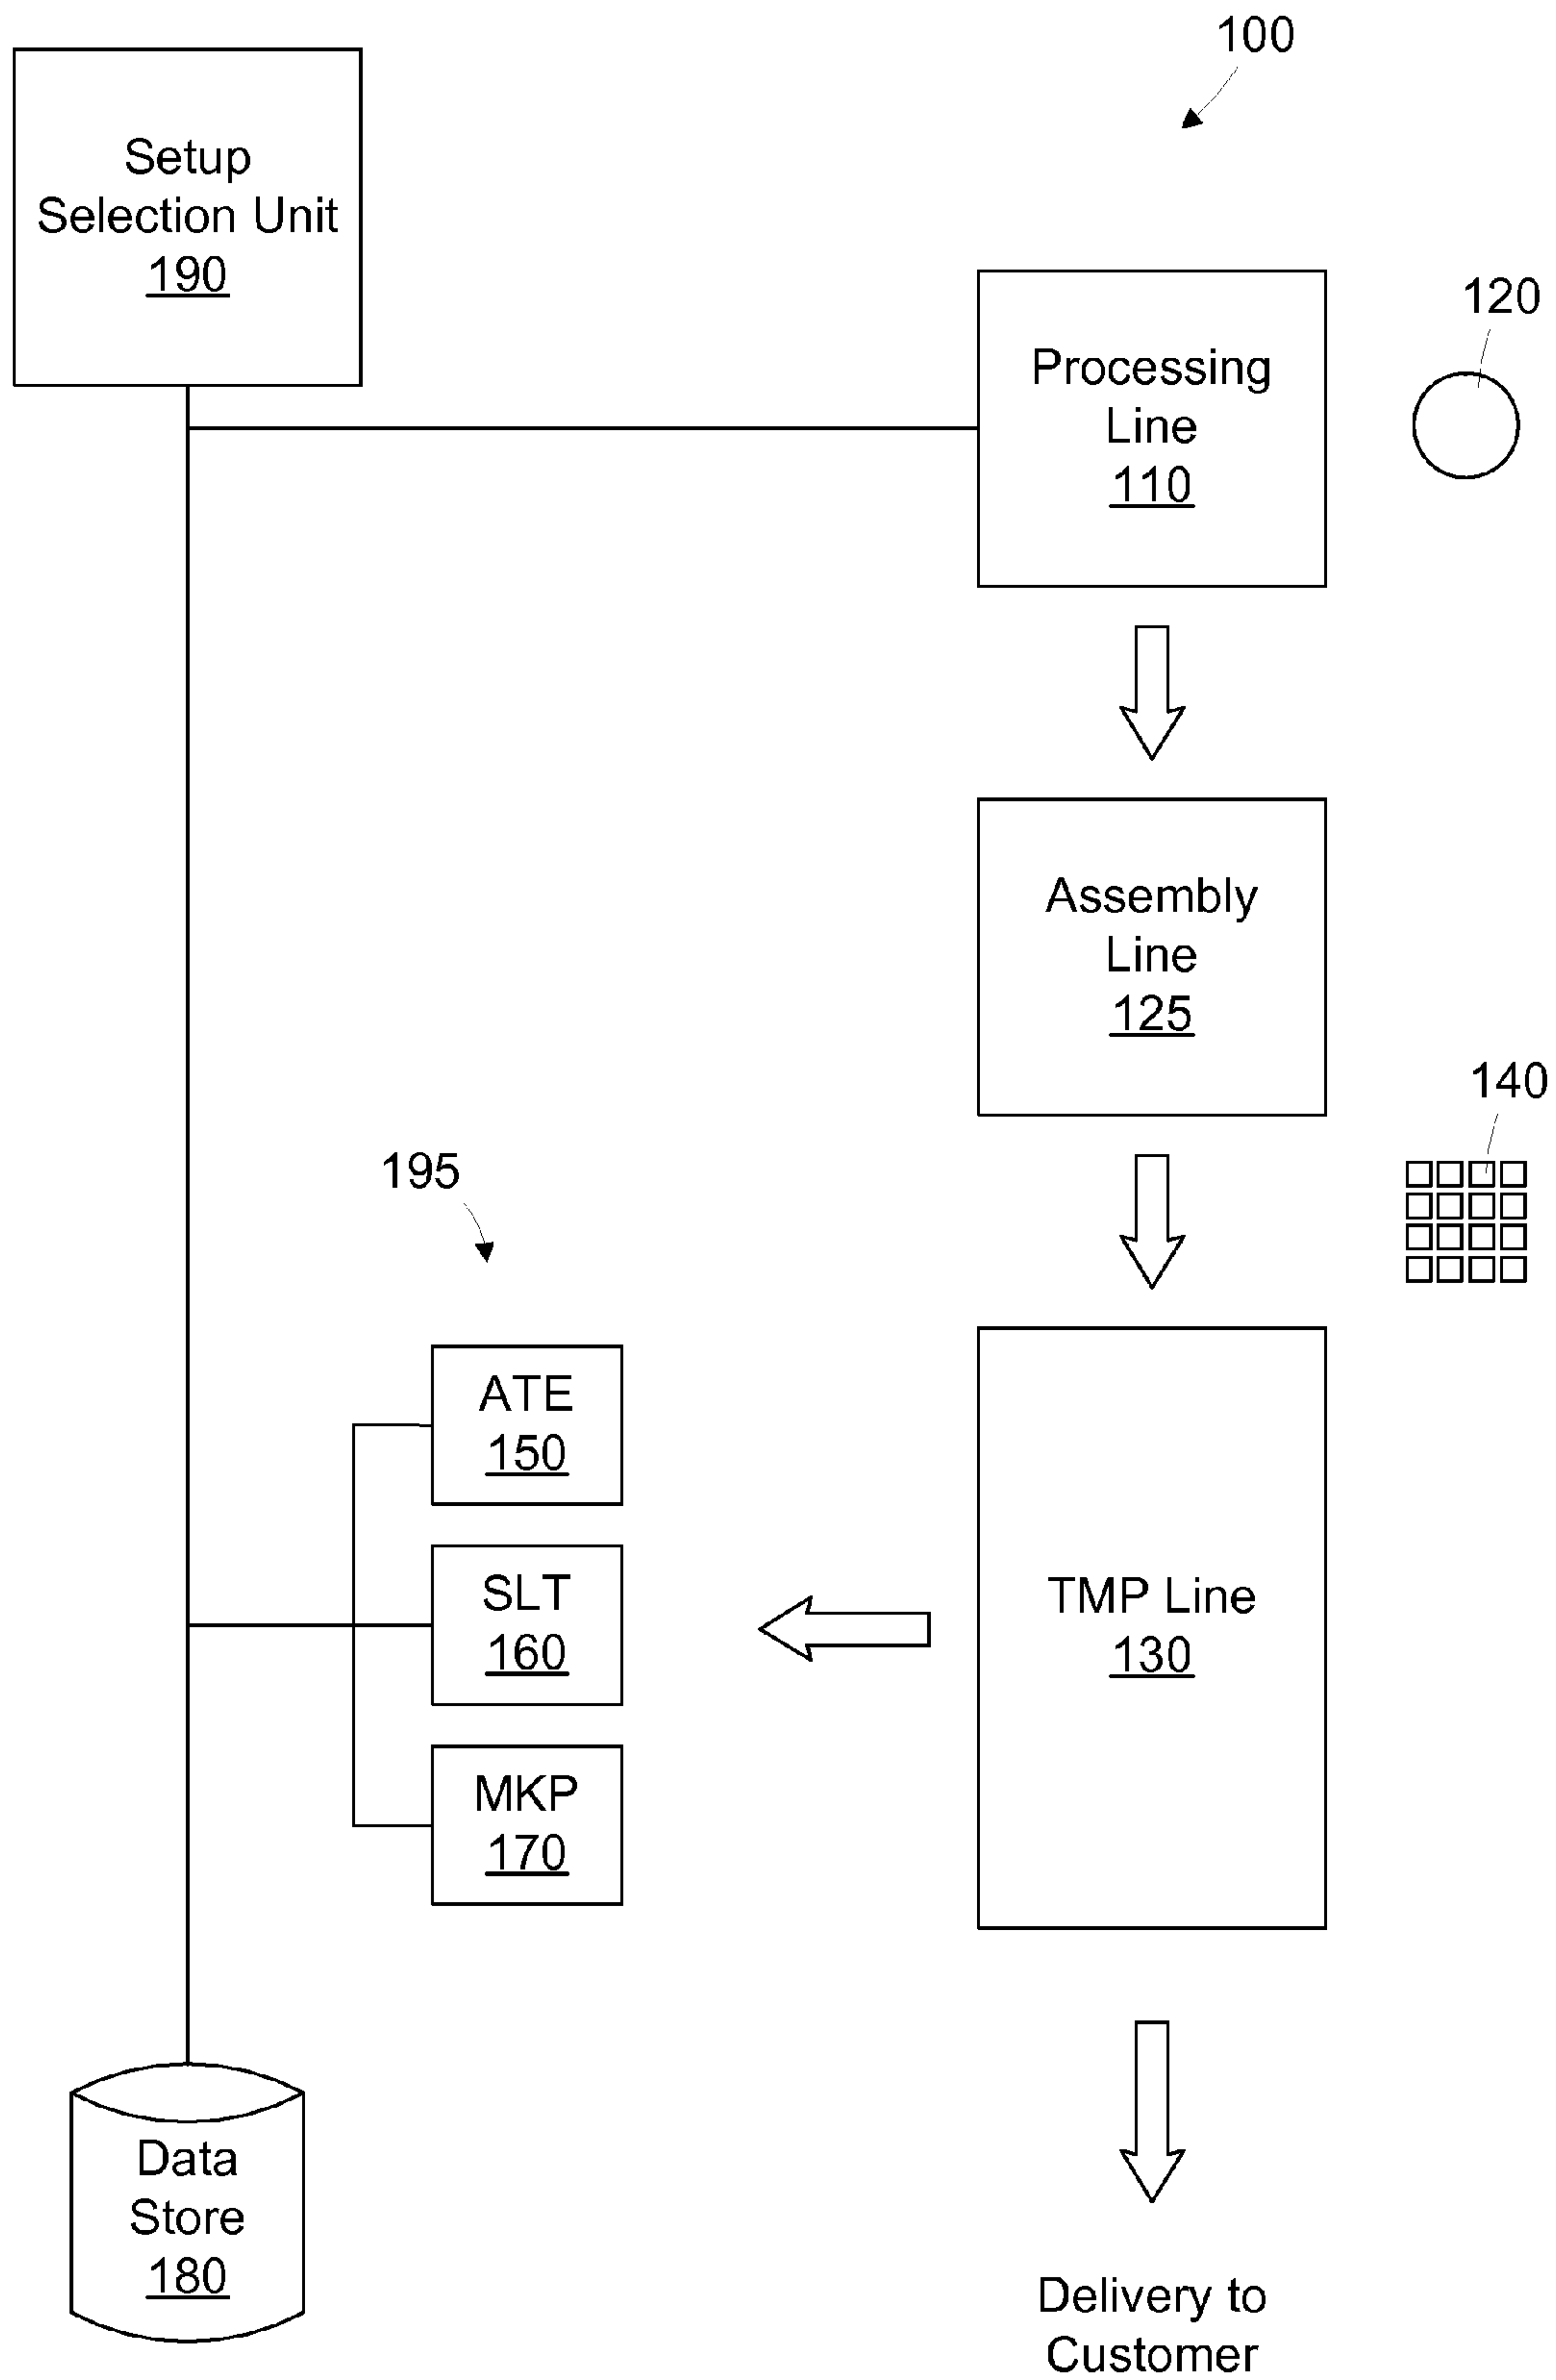 100
Setup
Selection Unit
190
120
Processing
Line
110
Assembly
Line
125
140
195
ATE
150
SLT
160
TMP Line
130
MKP
170
Data
Store
180
Delivery to
Customer